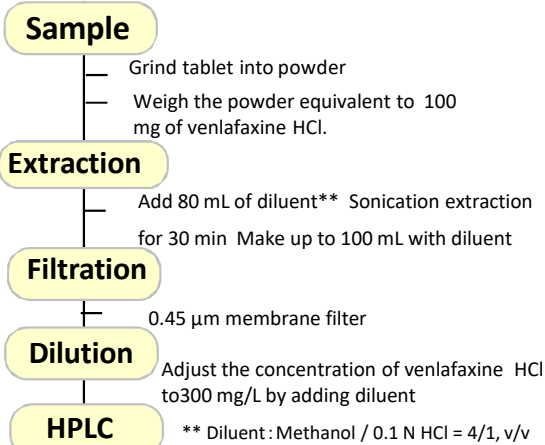 Sample
Grind tablet into powder
Weigh the powder equivalent to 100
mg of venlafaxine HCl.
Extraction
Add 80 mL of diluent** Sonication extraction
for 30 min Make up to 100 mL with diluent
Filtration
0.45 µm membrane filter
Dilution
Adjust the concentration of venlafaxine HCl
to300 mg/L by adding diluent
HPLC
** Diluent : Methanol / 0.1 N HCl = 4/1, v/v